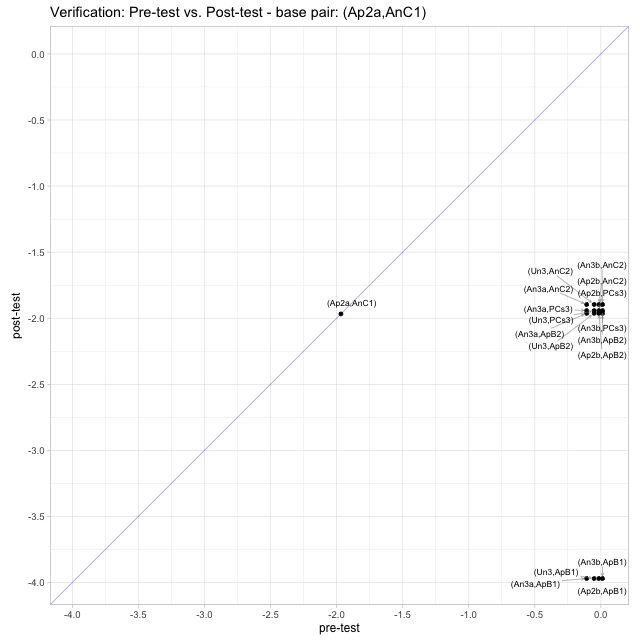 Verification: Pre-test vs. Post-test - base pair: (Ap2a,AnC1)
0.0
-0.5
-1.0
-1.5
-2.0
-2.5
-3.0
-3.5
-4.0
post-test
(Ap2a,AnC1)
(An3b,AnC2)
(Un3,AnC2)
(Ap2b,AnC2)
(An3a,AnC2)
(Ap2b,PCs3)
(An3a,PCs3)
(Un3,PCs3)
(An3b,PCs3)
(An3a,ApB2)
(An3b,ApB2)
(Un3,ApB2)
(Ap2b,ApB2)
(An3b,ApB1)
(Un3,ApB1)
(An3a,ApB1)
(Ap2b,ApB1)
-4.0 -3.5 -3.0 -2.5 -2.0 -1.5 -1.0 -0.5 0.0
pre-test